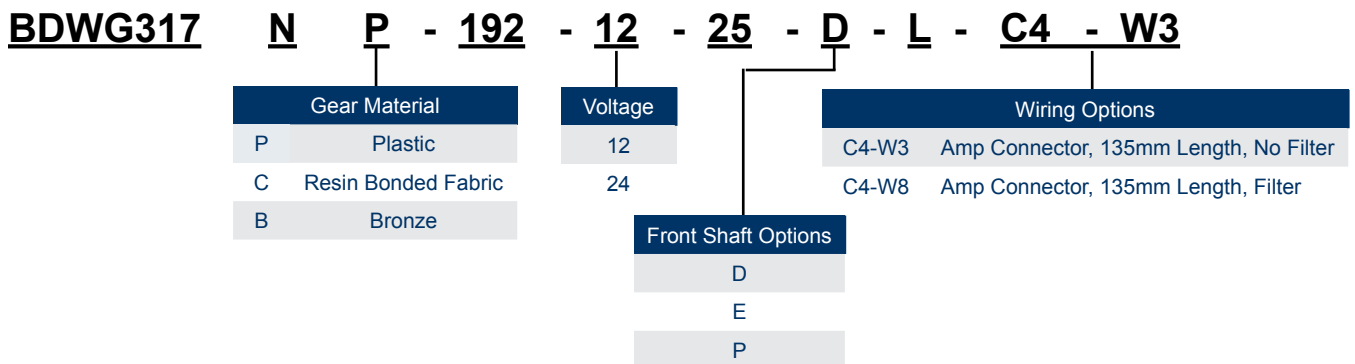 BDWG317 N P - 192 - 12 - 25 - D - L - C4 - W3
Gear Material
P Plastic
C Resin Bonded Fabric
B Bronze
Voltage
12
24
Front Shaft Options
D
E
P
Wiring Options
C4-W3 Amp Connector, 135mm Length, No Filter
C4-W8 Amp Connector, 135mm Length, Filter